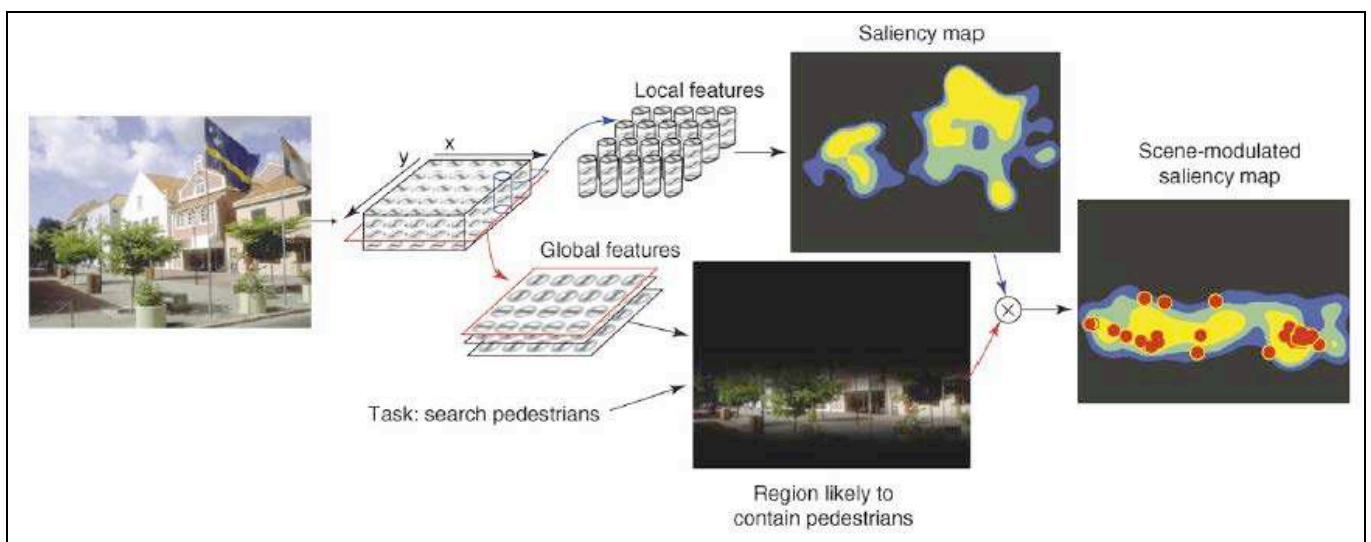 Saliency map
Local features
x
y
Scene-modulated
saliency map
Global features
Task: search pedestrians
Region likely to
contain pedestrians